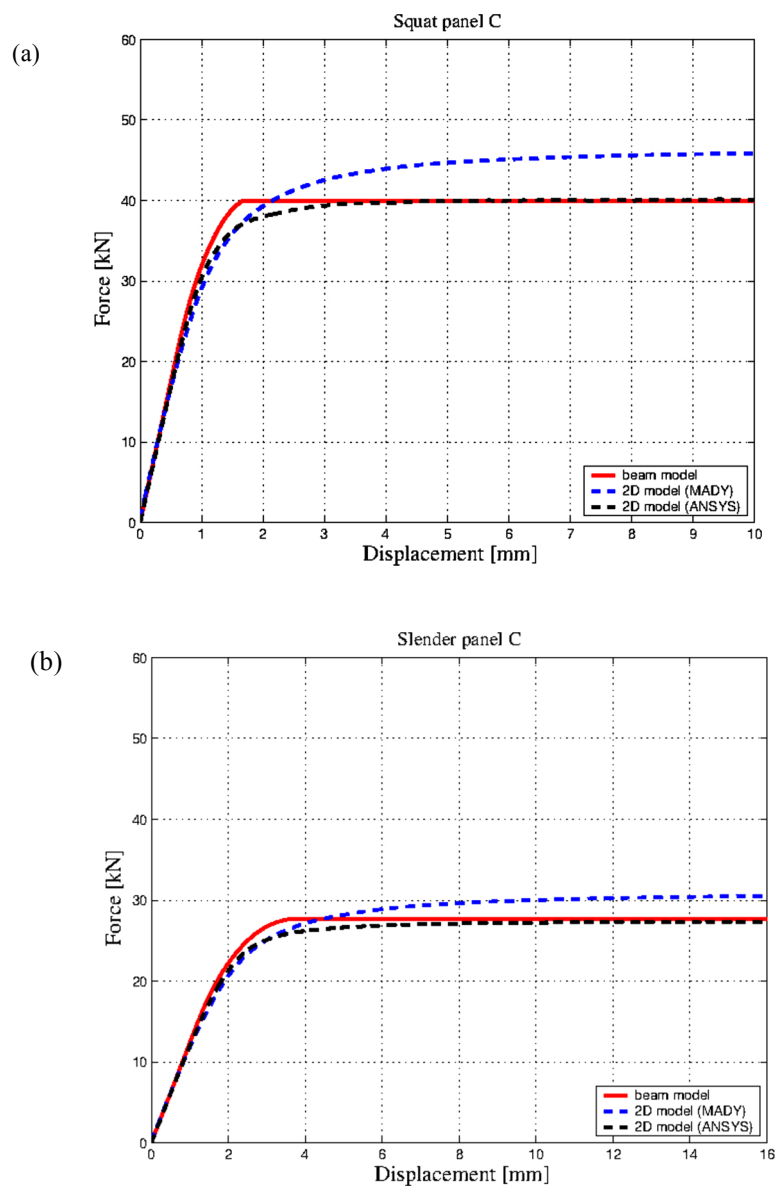 Squat panel C
(a)
60
50
40
30
20
10
0
Force [kN]
beam model
2D model (MADY)
2D model (ANSYS)
0 1 2 3 4 5 6 7 8 9 10
Displacement [mm]
Slender panel C
(b)
60
50
40
30
20
10
0
Force [kN]
beam model
2D model (MADY)
2D model (ANSYS)
0 2 4 6 8 10 12 14 16
Displacement [mm]